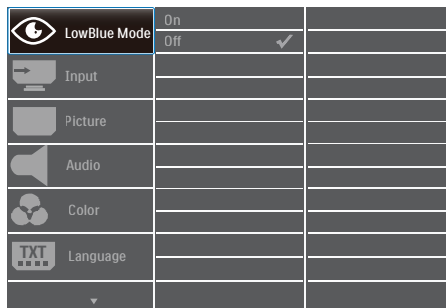 LowBlue Mode
On
Off
Input
Picture
Audio
Color
TXT
Language